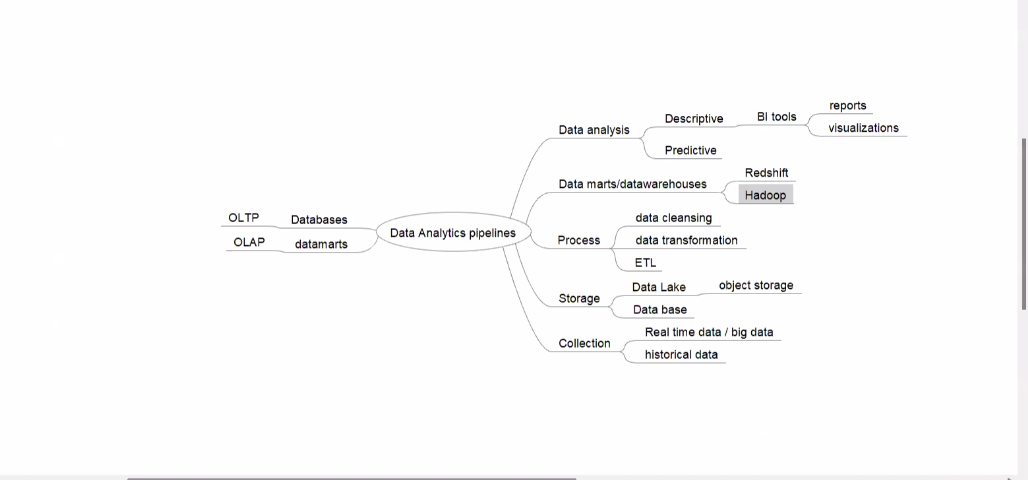 reports
Descriptive
BI tools
visualizations
Data analysis
Predictive
Redshift
Data marts/datawarehouses
Hadoop
OLTP
Databases
data cleansing
Data Analytics pipelines
OLAP
datamarts
Process
data transformation
ETL
Data Lake
object storage
Storage
Data base
Real time data / big data
Collection
historical data